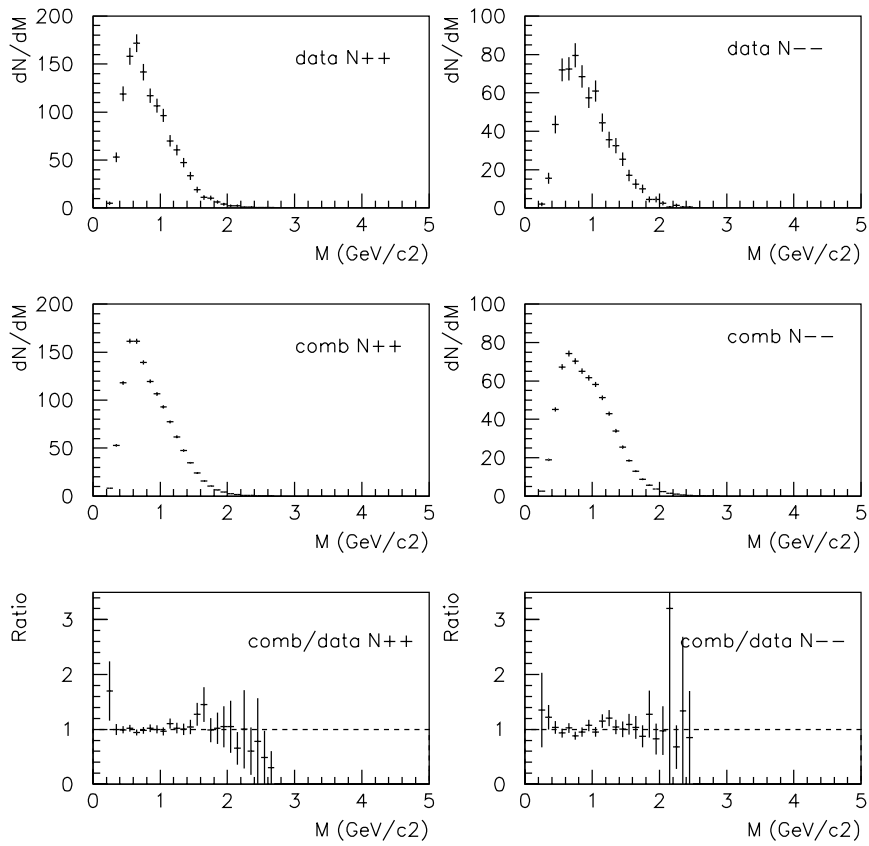 dN/dM
200
150
100
50
0
data N++
0 1 2 3 4 5
M (GeV/c2)
dN/dM
100
80
60
40
20
0
data N−−
0 1 2 3 4 5
M (GeV/c2)
dN/dM
200
150
100
50
0
comb N++
0 1 2 3 4 5
M (GeV/c2)
dN/dM
100
80
60
40
20
0
comb N−−
0 1 2 3 4 5
M (GeV/c2)
Ratio
3
2
1
0
comb/data N++
0 1 2 3 4 5
M (GeV/c2)
Ratio
3
2
1
0
comb/data N−−
0 1 2 3 4 5
M (GeV/c2)